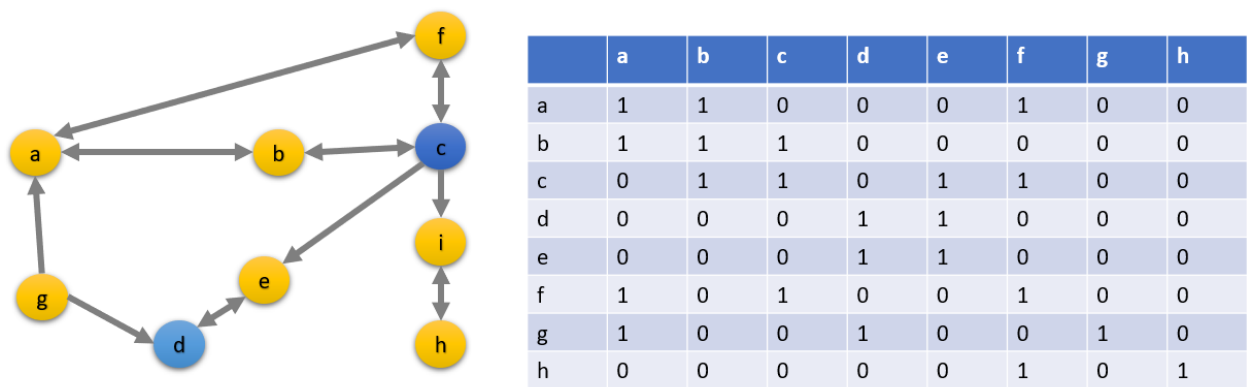 f
a
b
c
i
e
g
d
h
a b c d e f g h
a 1 1 0 0 0 1 0 0
b 1 1 1 0 0 0 0 0
c 0 1 1 0 1 1 0 0
d 0 0 0 1 1 0 0 0
e 0 0 0 1 1 0 0 0
f 1 0 1 0 0 1 0 0
g 1 0 0 1 0 0 1 0
h 0 0 0 0 0 1 0 1